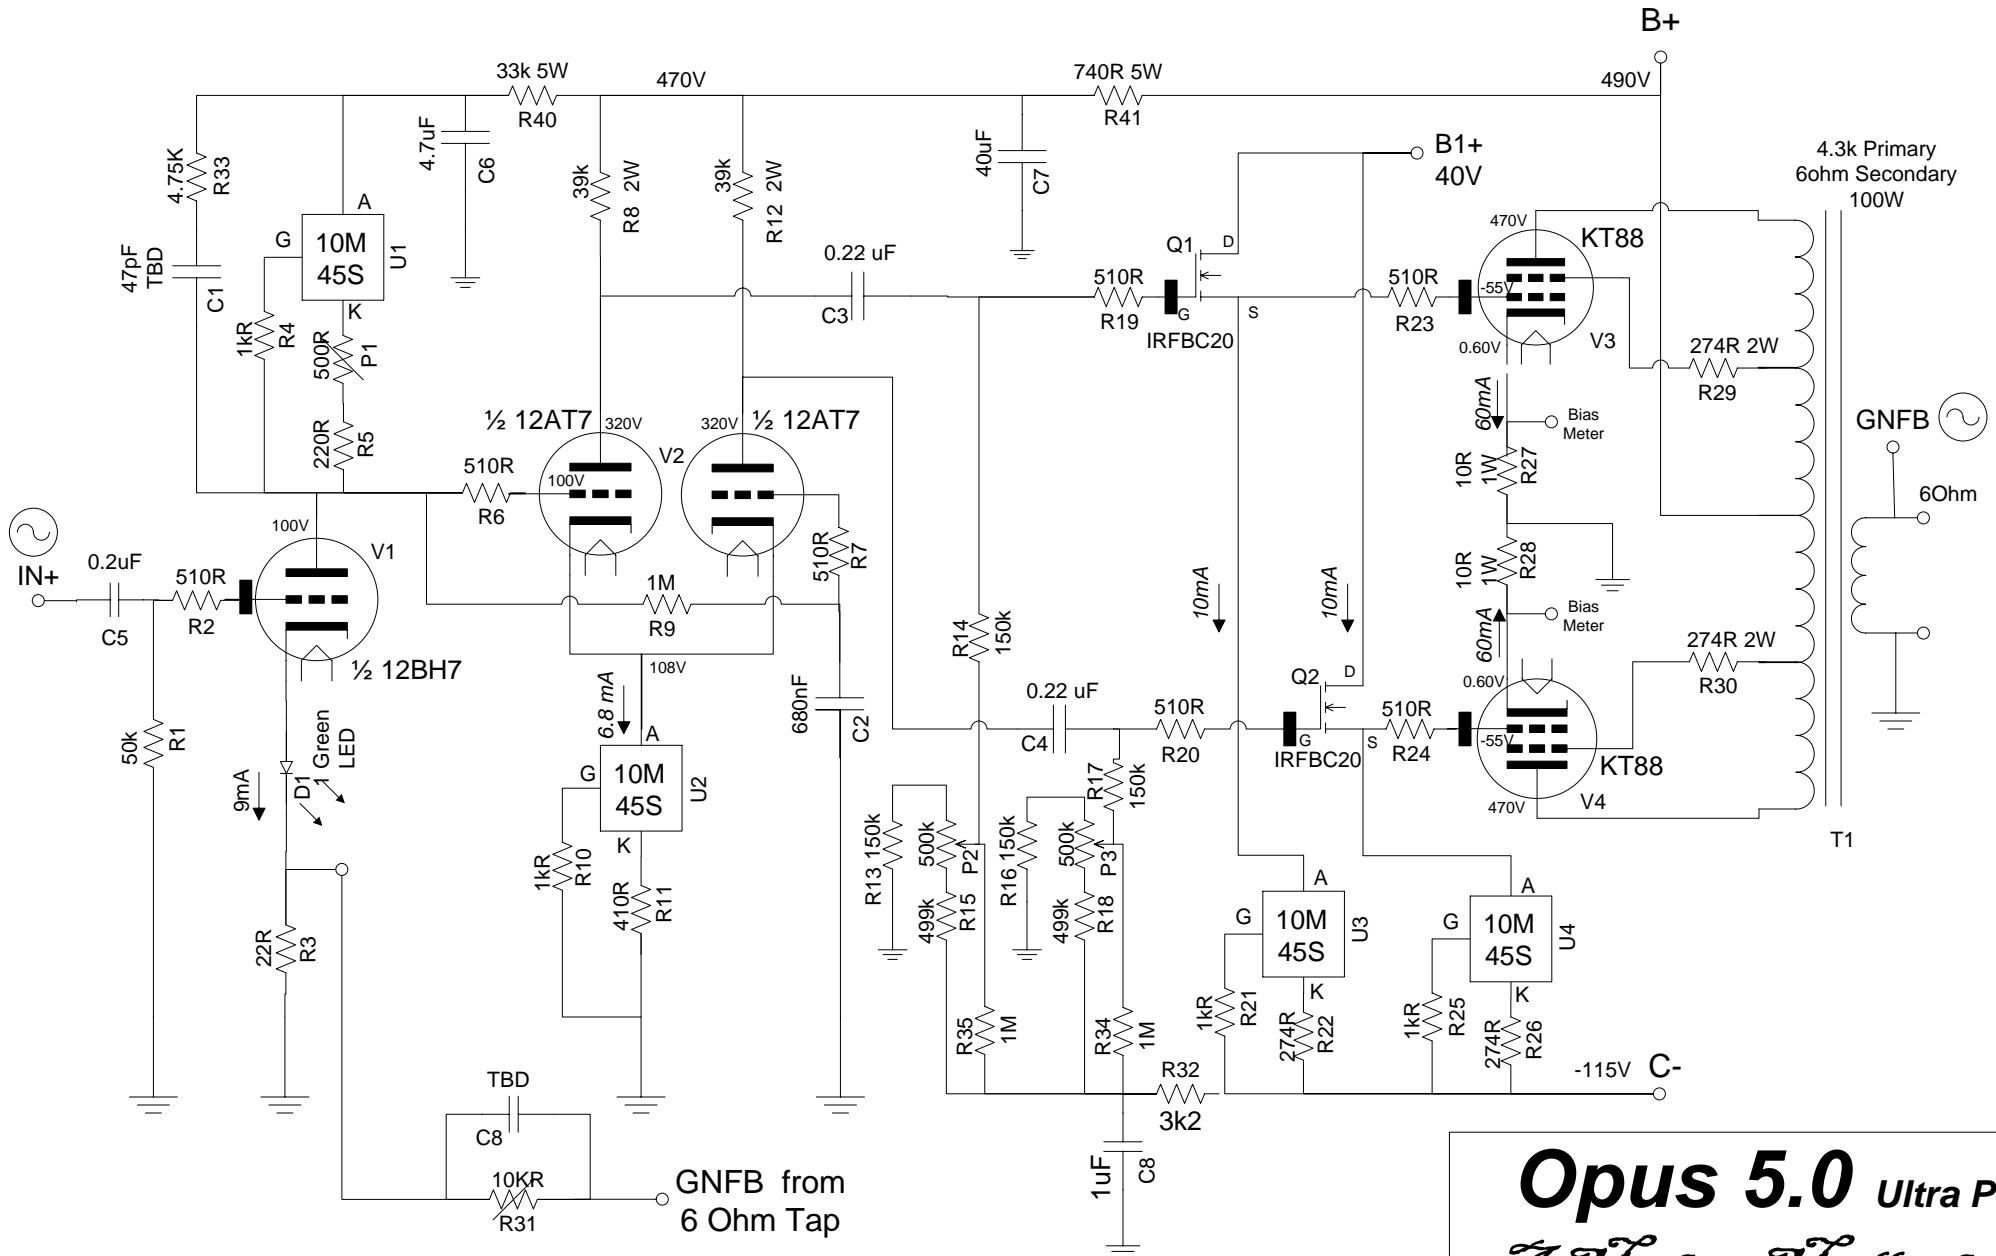 B+
33k 5W
R40
470V
740R 5W
R41
490V
4.75K
R33
47pF
TBD
C1
A
G
10M
45S
U1
K
1kR
R4
500R
P1
220R
R5
4.7uF
C6
39k
R8 2W
39k
R12 2W
40uF
C7
B1+
40V
4.3k Primary
6ohm Secondary
100W
0.22 uF
C3
510R
R19
Q1
D
G
S
IRFBC20
510R
R23
470V
KT88
-55V
0.60V
V3
274R 2W
R29
60mA
Bias
Meter
10R
1W
R27
10R
1W
R28
Bias
Meter
60mA
0.60V
-55V
470V
KT88
V4
274R 2W
R30
GNFB
6Ohm
T1
½ 12AT7
320V
V2
320V
½ 12AT7
510R
R6
100V
510R
R7
1M
R9
108V
6.8 mA
680nF
C2
A
G
10M
45S
U2
K
1kR
R10
410R
R11
IN+
0.2uF
C5
510R
R2
100V
V1
½ 12BH7
50k
R1
9mA
D1
1 Green
LED
22R
R3
TBD
C8
10KR
R31
GNFB from
6 Ohm Tap
R14
150k
0.22 uF
C4
510R
R20
10mA
10mA
Q2
D
G
S
IRFBC20
510R
R24
R17
150k
R13 150k
500k
P2
499k
R15
R16 150k
500k
P3
499k
R18
R35
1M
R34
1M
R32
3k2
1uF
C8
A
G
10M
45S
U3
K
1kR
R21
274R
R22
A
G
10M
45S
U4
K
1kR
R25
274R
R26
-115V
C-
Opus 5.0 Ultra P